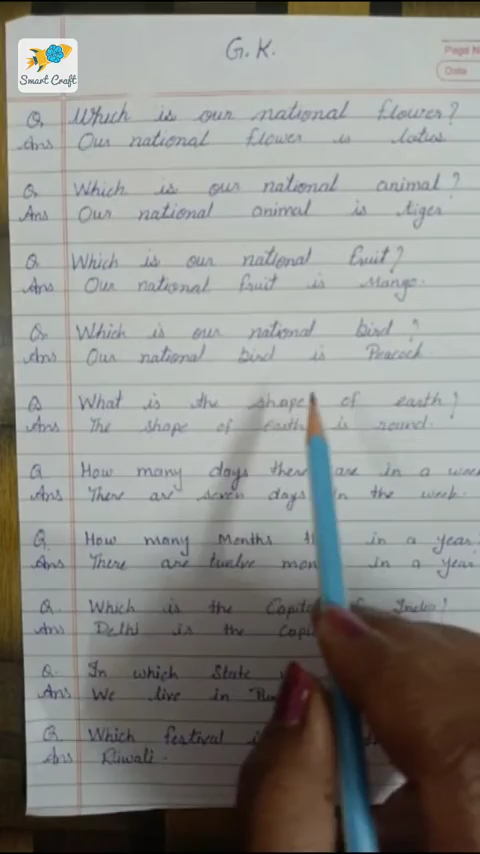 Smart Craft
G.K.
Page N
Date
Q. Which is our national flower?
Ans Our national flower is lotus
Q. Which is our national animal?
Ans Our national animal is tiger
Q. Which is our national fruit?
Ans Our national fruit is Mango.
Q. Which is our national bird?
Ans Our national bird is Peacock
Q What is the shape of earth?
Ans The shape of Earth is round.
Q How many days there are in a wee
Ans There are seven days in the week.
Q. How many Months in a year?
Ans There are twelve mon in a year
Q. Which is the Capit India?
Ans Delhi is the Capi
Q. In which State
Ans We live in
Q. Which festival
Ans Diwali.